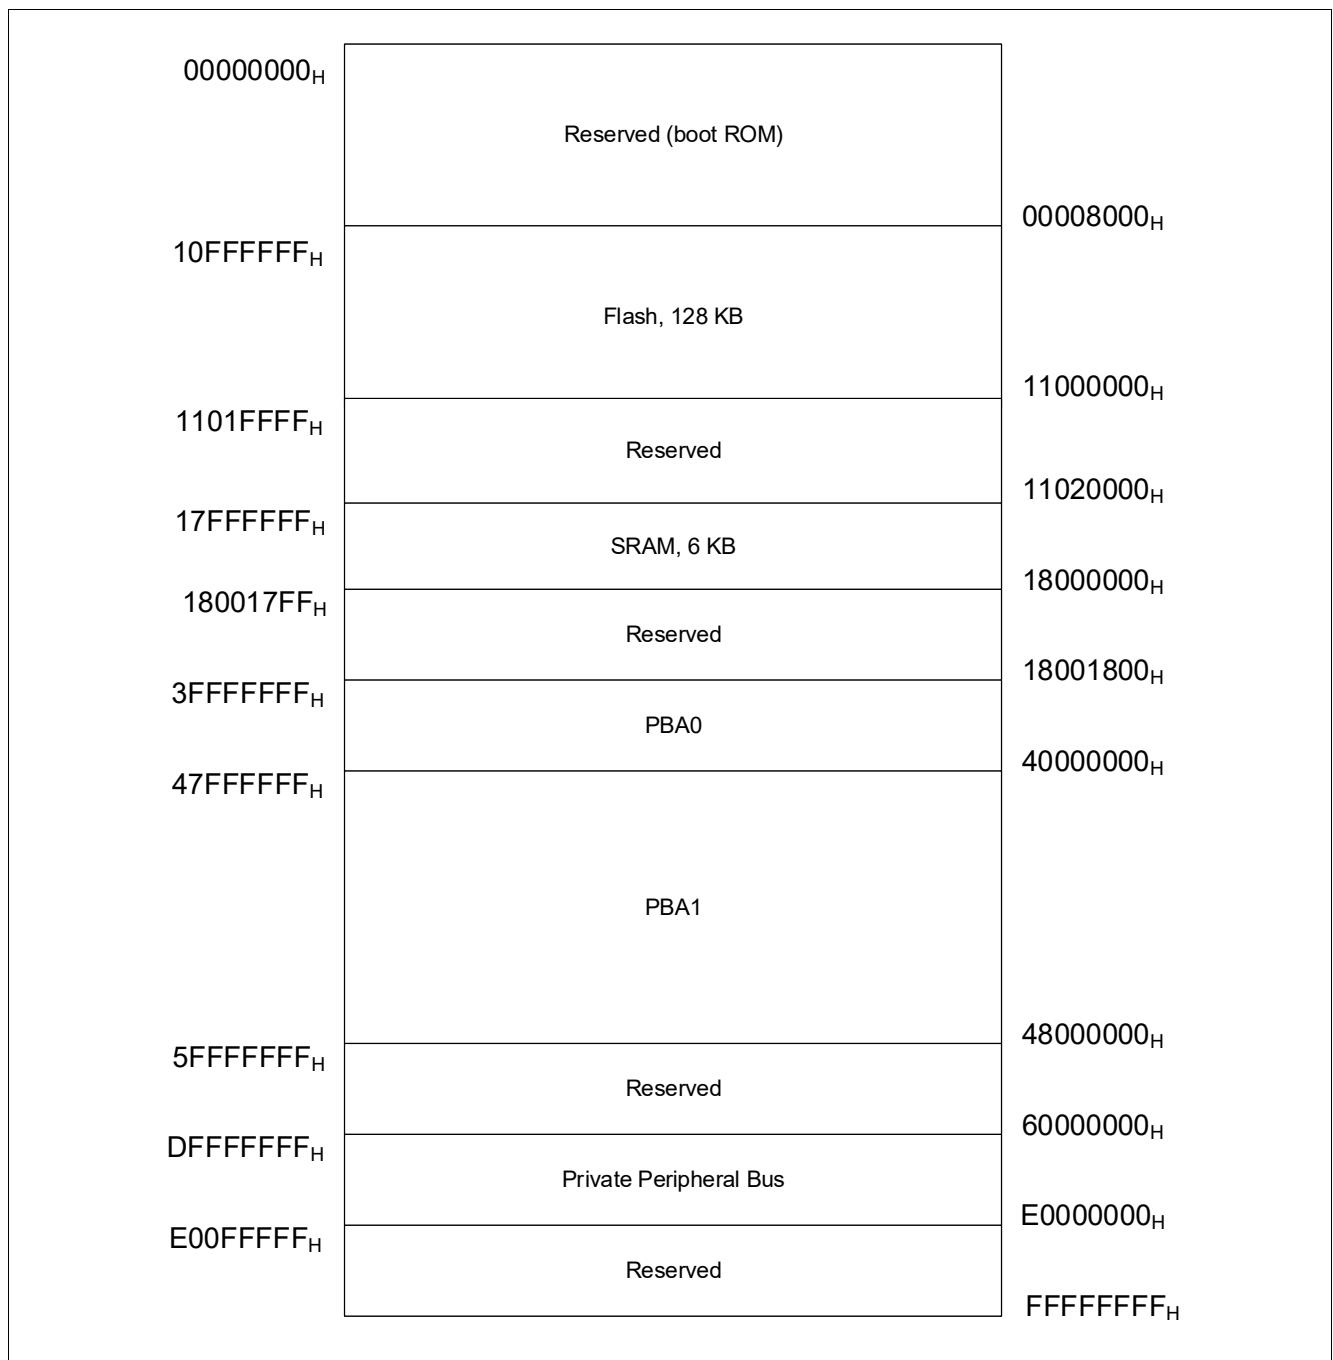 00000000H
Reserved (boot ROM)
00008000H
10FFFFFFH
Flash, 128 KB
11000000H
1101FFFFH
Reserved
11020000H
17FFFFFFH
SRAM, 6 KB
18000000H
180017FFH
Reserved
18001800H
3FFFFFFFH
PBA0
40000000H
47FFFFFFH
PBA1
48000000H
5FFFFFFFH
Reserved
60000000H
DFFFFFFFH
Private Peripheral Bus
E0000000H
E00FFFFFH
Reserved
FFFFFFFFH